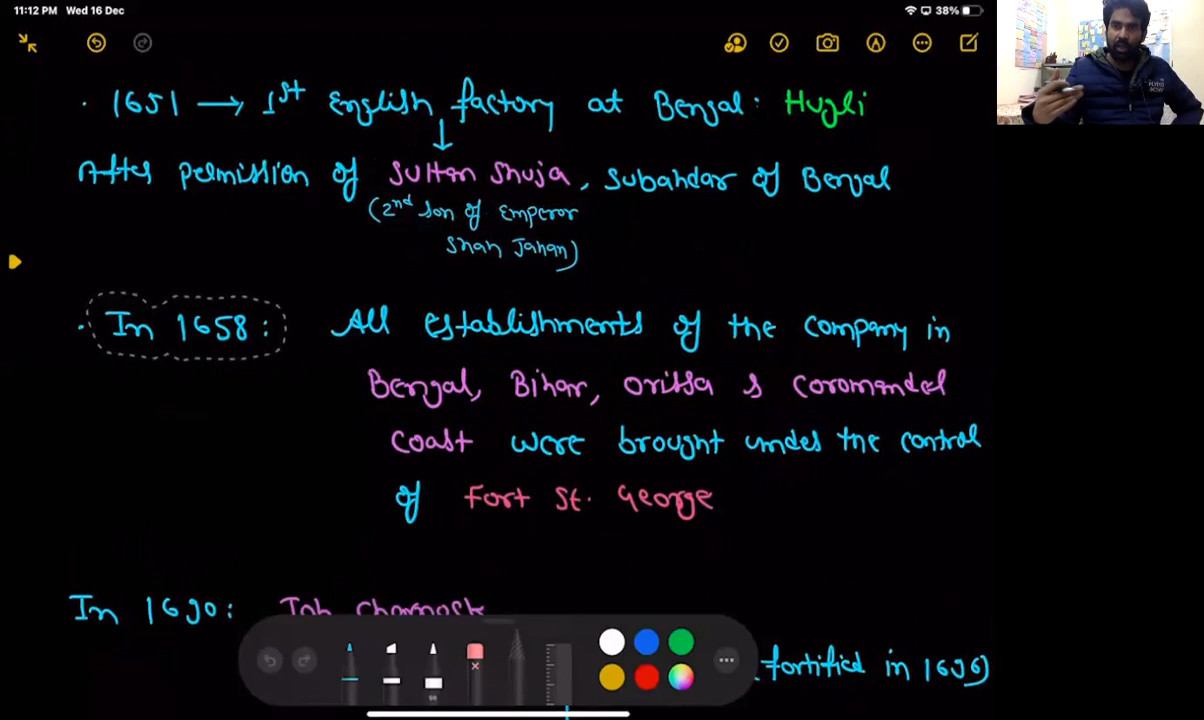 11:12 PM Wed 16 Dec
38%
· 1651 → 1st English factory at Bengal: Hugli
After permission of Sultan Shuja, Subahdar of Bengal
(2nd son of Emperor
Shah Jahan)
· In 1658: All establishments of the company in
Bengal, Bihar, Orissa & Coromandel
Coast were brought under the control
of Fort St. George
In 1690: Job Charnock
fortified in 1696)